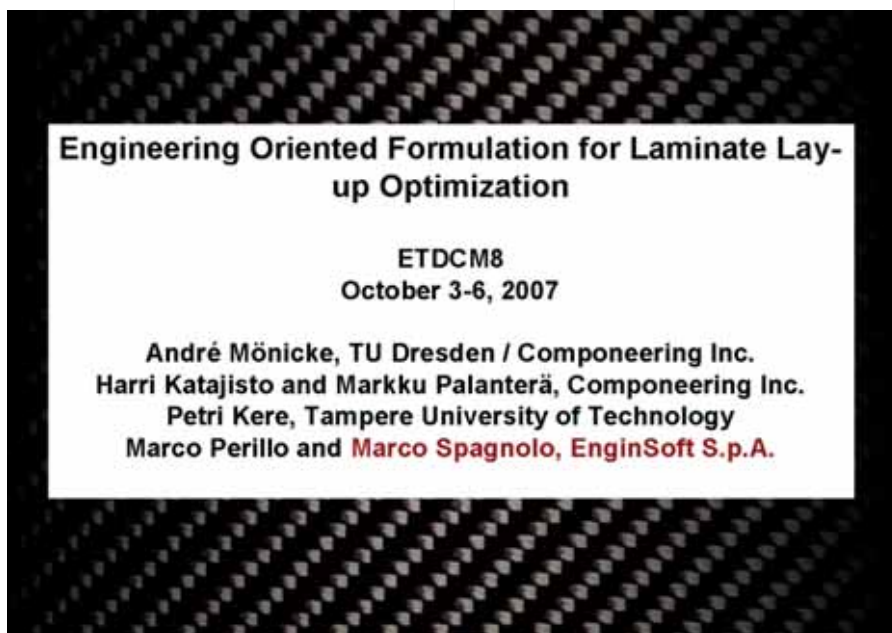 Engineering Oriented Formulation for Laminate Lay-
up Optimization
ETDCM8
October 3-6, 2007
André Mönicke, TU Dresden / Componeering Inc.
Harri Katajisto and Markku Palanterä, Componeering Inc.
Petri Kere, Tampere University of Technology
Marco Perillo and Marco Spagnolo, EnginSoft S.p.A.